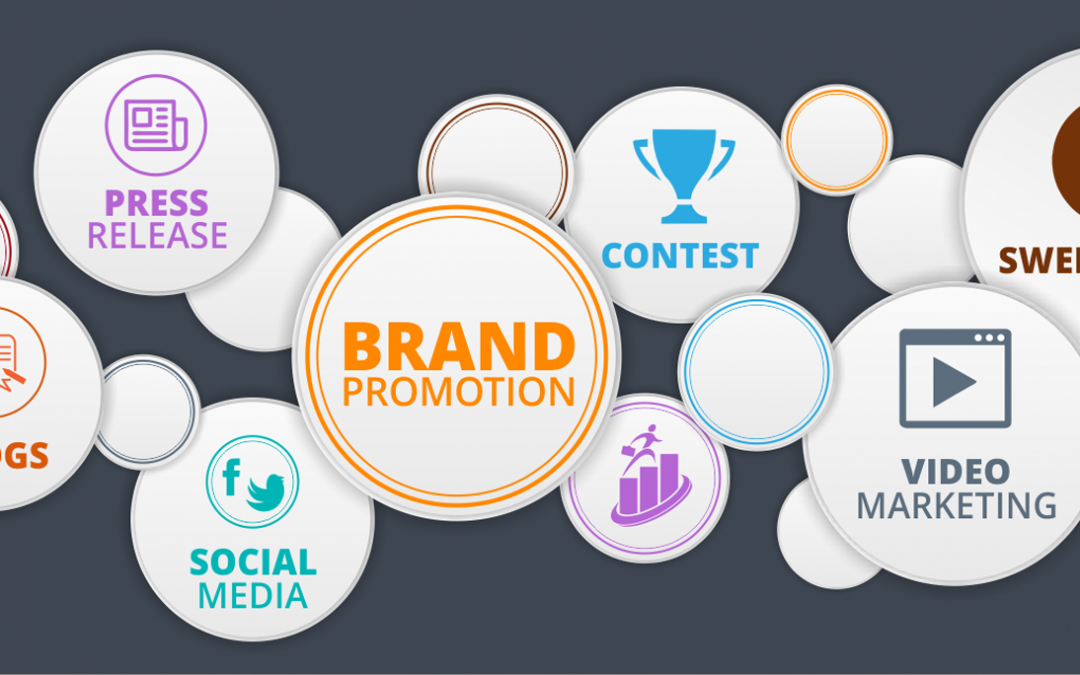 PRESS
RELEASE
CONTEST
BRAND
PROMOTION
VIDEO
MARKETING
SOCIAL
MEDIA